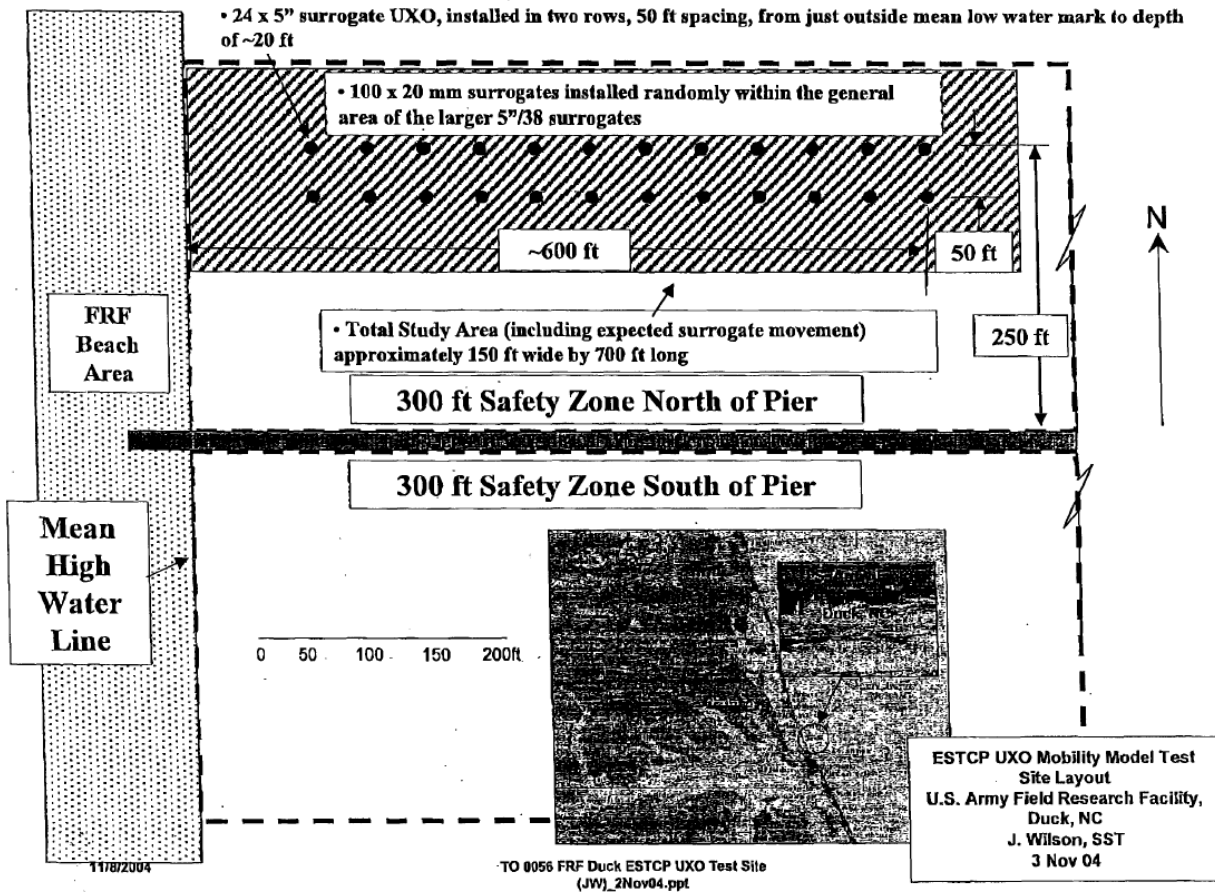 • 24 x 5” surrogate UXO, installed in two rows, 50 ft spacing, from just outside mean low water mark to depth
of ~20 ft
• 100 x 20 mm surrogates installed randomly within the general
area of the larger 5”/38 surrogates
~600 ft
50 ft
N
FRF
Beach
Area
• Total Study Area (including expected surrogate movement)
approximately 150 ft wide by 700 ft long
250 ft
300 ft Safety Zone North of Pier
300 ft Safety Zone South of Pier
Mean
High
Water
Line
0 50 100 150 200ft
Duck, NC
ESTCP UXO Mobility Model Test
Site Layout
U.S. Army Field Research Facility,
Duck, NC
J. Wilson, SST
3 Nov 04
11/8/2004
TO 0056 FRF Duck ESTCP UXO Test Site
(JW)_2Nov04.ppt